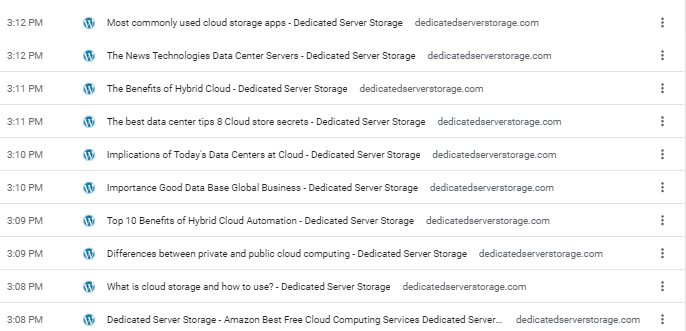 3:12 PM Most commonly used cloud storage apps - Dedicated Server Storage dedicatedserverstorage.com
3:12 PM The News Technologies Data Center Servers - Dedicated Server Storage dedicatedserverstorage.com
3:11 PM The Benefits of Hybrid Cloud - Dedicated Server Storage dedicatedserverstorage.com
3:11 PM The best data center tips 8 Cloud store secrets - Dedicated Server Storage dedicatedserverstorage.com
3:10 PM Implications of Today's Data Centers at Cloud - Dedicated Server Storage dedicatedserverstorage.com
3:10 PM Importance Good Data Base Global Business - Dedicated Server Storage dedicatedserverstorage.com
3:09 PM Top 10 Benefits of Hybrid Cloud Automation - Dedicated Server Storage dedicatedserverstorage.com
3:09 PM Differences between private and public cloud computing - Dedicated Server Storage dedicatedserverstorage.com
3:08 PM What is cloud storage and how to use? - Dedicated Server Storage dedicatedserverstorage.com
3:08 PM Dedicated Server Storage - Amazon Best Free Cloud Computing Services Dedicated Server... dedicatedserverstorage.com